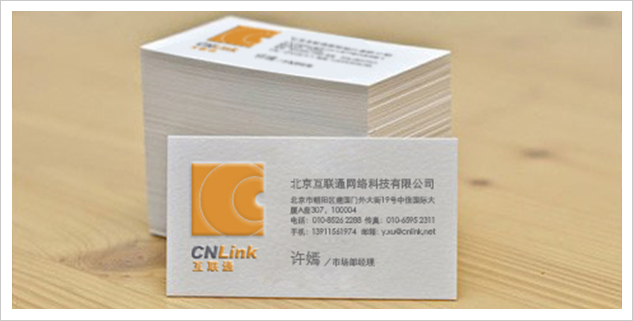 CNLink
互联通
北京互联通网络科技有限公司
北京市朝阳区建国门外大街19号中信国际大
厦A座307，100004
电话：010-8526 2288 传真：010-6595 2311
手机：13911561974 邮箱：y.xu@cnlink.net
许嫣 ／市场部经理
CNLink